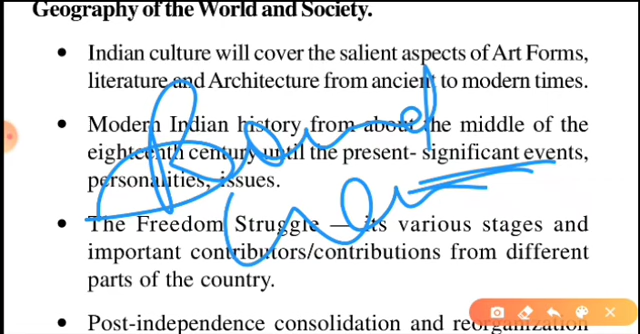 Geography of the World and Society.
• Indian culture will cover the salient aspects of Art Forms,
literature and Architecture from ancient to modern times.
• Modern Indian history from about the middle of the
eighteenth century until the present- significant events,
personalities, issues.
• The Freedom Struggle — its various stages and
important contributors/contributions from different
parts of the country.
• Post-independence consolidation and reorganization